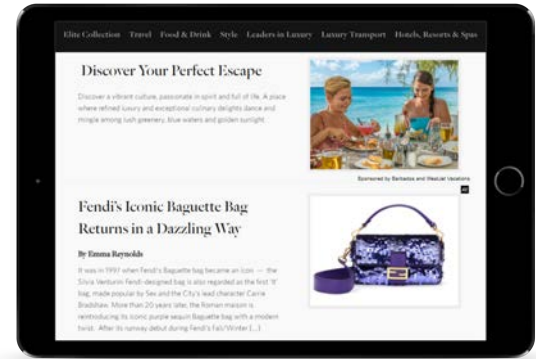 Elite Collection Travel Food & Drink Style Leaders in Luxury Luxury Transport Hotels, Resorts & Spas
Discover Your Perfect Escape
Discover a vibrant culture, passionate in spirit and full of life. A place
where refined luxury and exceptional culinary delights dance and
mingle among lush greenery, blue waters and golden sunlight.
Sponsored by Barbados and WestJet Vacations
AD
Fendi's Iconic Baguette Bag
Returns in a Dazzling Way
By Emma Reynolds
It was in 1997 when Fendi's Baguette bag became an icon — the
Silvia Venturini Fendi-designed bag is also regarded as the first 'It'
bag, made popular by Sex and the City's lead character Carrie
Bradshaw. More than 20 years later, the Roman maison is
reintroducing its iconic purple sequin Baguette bag with a modern
twist. After its runway debut during Fendi's Fall/Winter [...]